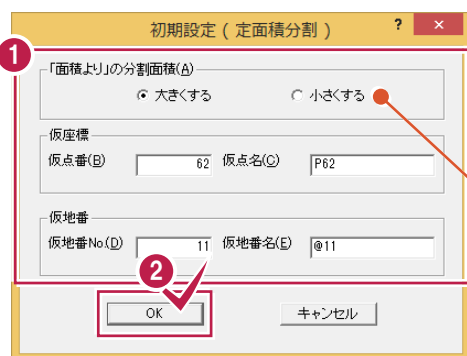 初期設定 ( 定面積分割 ) ? ×
1
「面積より」の分割面積(A)
大きくする 小さくする
仮座標
仮点番(B) 62 仮点名(C) P62
仮地番
仮地番No.(D) 11 仮地番名(E) @11
2
OK キャンセル